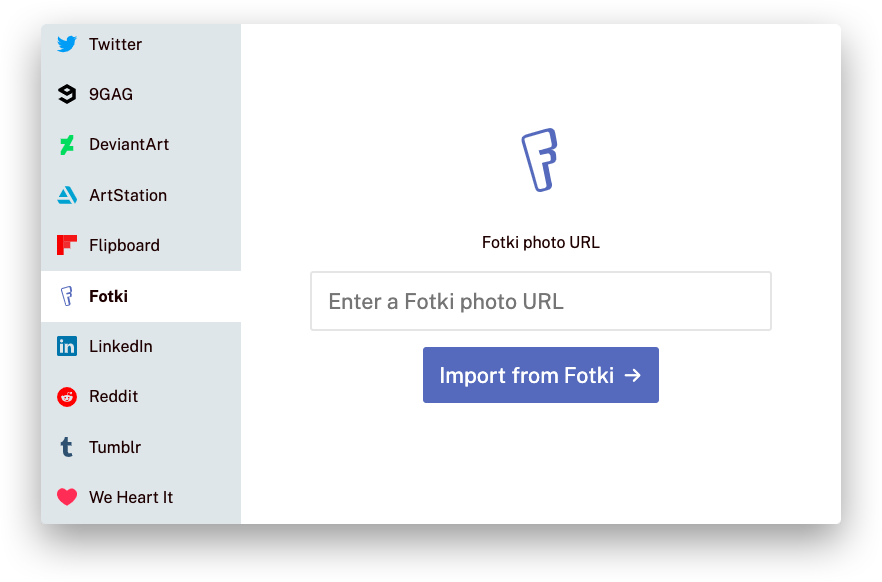 Twitter
9GAG
DeviantArt
ArtStation
Flipboard
Fotki
LinkedIn
Reddit
Tumblr
We Heart It
Fotki photo URL
Enter a Fotki photo URL
Import from Fotki →